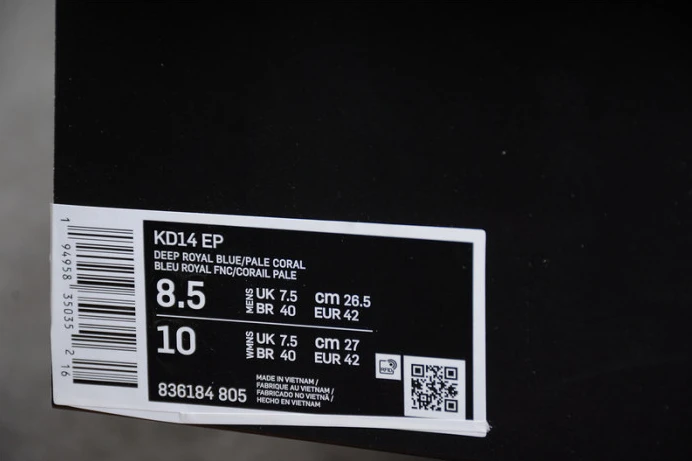 1 94958 35035 2 16
KD14 EP
DEEP ROYAL BLUE/PALE CORAL
BLEU ROYAL FNC/CORAIL PALE
8.5 MENS UK 7.5 cm 26.5
BR 40 EUR 42
10 WMNS UK 7.5 cm 27
BR 40 EUR 42
836184 805
MADE IN VIETNAM /
FABRIQUE AU VIETNAM /
FABRICADO NO VIETNÃ /
HECHO EN VIETNAM
RFID